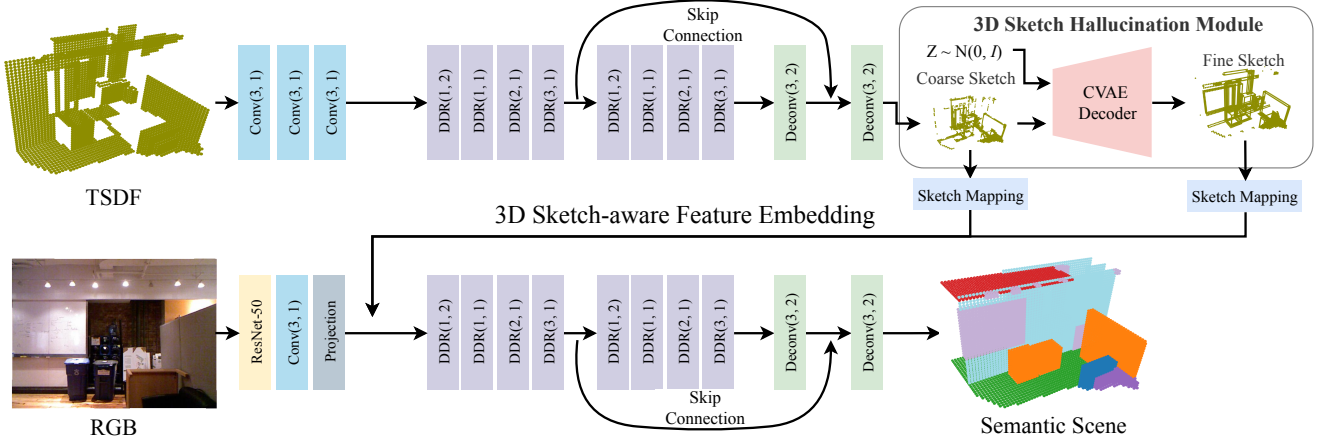 3D Sketch Hallucination Module
Skip
Connection
Z ~ N(0, I)
Coarse Sketch
Fine Sketch
CVAE
Decoder
Conv(3, 1)
Conv(3, 1)
Conv(3, 1)
DDR(1, 2)
DDR(1, 1)
DDR(2, 1)
DDR(3, 1)
DDR(1, 2)
DDR(1, 1)
DDR(2, 1)
DDR(3, 1)
Deconv(3, 2)
Deconv(3, 2)
TSDF
Sketch Mapping
Sketch Mapping
3D Sketch-aware Feature Embedding
ResNet-50
Conv(3, 1)
Projection
DDR(1, 2)
DDR(1, 1)
DDR(2, 1)
DDR(3, 1)
DDR(1, 2)
DDR(1, 1)
DDR(2, 1)
DDR(3, 1)
Deconv(3, 2)
Deconv(3, 2)
Skip
Connection
RGB
Semantic Scene